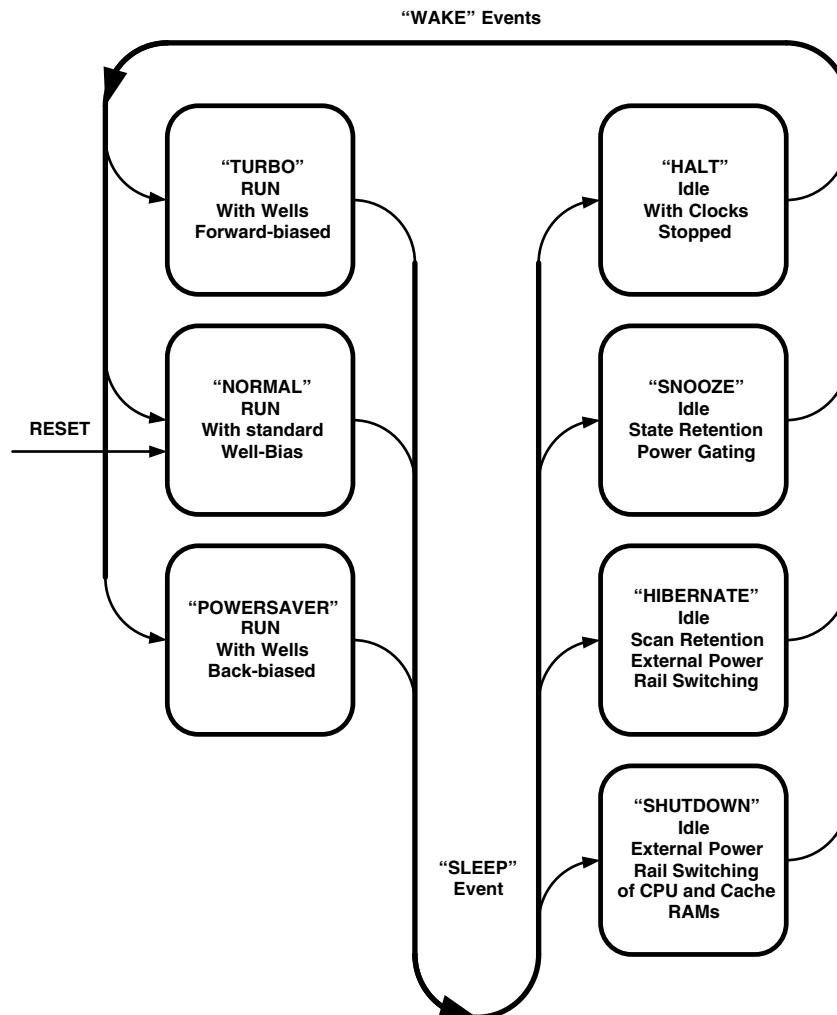 “WAKE” Events
“TURBO”
RUN
With Wells
Forward-biased
“HALT”
Idle
With Clocks
Stopped
“NORMAL”
RUN
With standard
Well-Bias
RESET
“SNOOZE”
Idle
State Retention
Power Gating
“POWERSAVER”
RUN
With Wells
Back-biased
“HIBERNATE”
Idle
Scan Retention
External Power
Rail Switching
“SLEEP”
Event
“SHUTDOWN”
Idle
External Power
Rail Switching
of CPU and Cache
RAMs